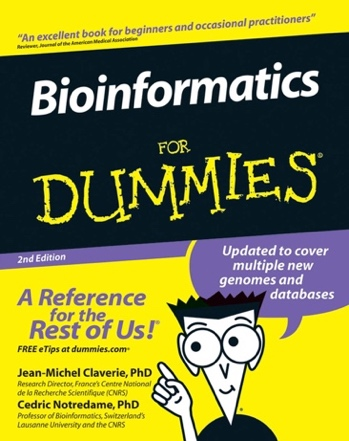 “An excellent book for beginners and occasional practitioners”
Reviewer, Journal of the American Medical Association
Bioinformatics
FOR
DUMMIES®
2nd Edition
Updated to cover
multiple new
genomes and
databases
A Reference
for the
Rest of Us!®
FREE eTips at dummies.com®
Jean-Michel Claverie, PhD
Research Director, France's Centre National
de la Recherche Scientifique (CNRS)
Cedric Notredame, PhD
Professor of Bioinformatics, Switzerland's
Lausanne University and the CNRS